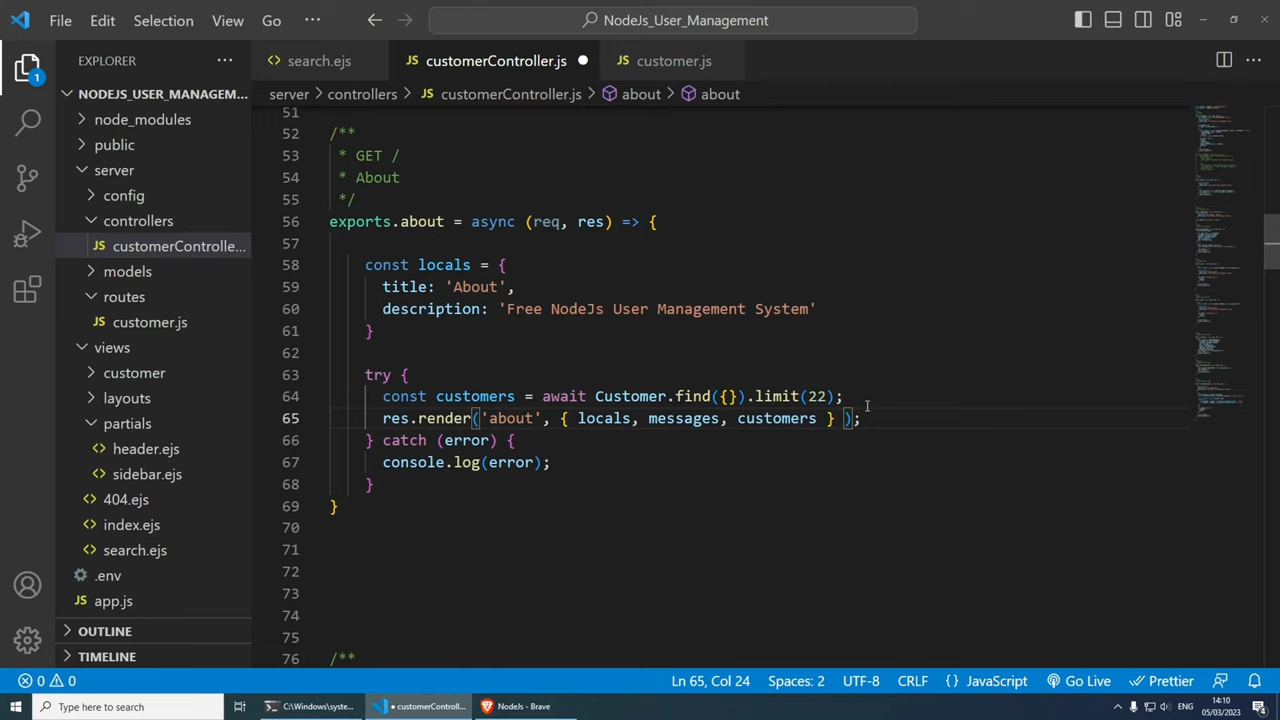 File Edit Selection View Go ··· NodeJs_User_Management
EXPLORER ···
1
NODEJS_USER_MANAGEM...
node_modules
public
server
config
controllers
JS customerControlle...
models
routes
JS customer.js
views
customer
layouts
partials
header.ejs
sidebar.ejs
404.ejs
index.ejs
search.ejs
.env
JS app.js
OUTLINE
TIMELINE
search.ejs JS customerController.js JS customer.js
server > controllers > JS customerController.js > about > about
51
52 /**
53 * GET /
54 * About
55 */
56 exports.about = async (req, res) => {
57
58 const locals = {
59 title: 'About',
60 description: 'Free NodeJs User Management System'
61 }
62
63 try {
64 const customers = await Customer.find({}).limit(22);
65 res.render('about', { locals, messages, customers } );
66 } catch (error) {
67 console.log(error);
68 }
69 }
70
71
72
73
74
75
76 /**
0 0 Ln 65, Col 24 Spaces: 2 UTF-8 CRLF {} JavaScript Go Live Prettier
Type here to search C:\Windows\syste... customerControll... NodeJs - Brave ENG 14:10
05/03/2023 4